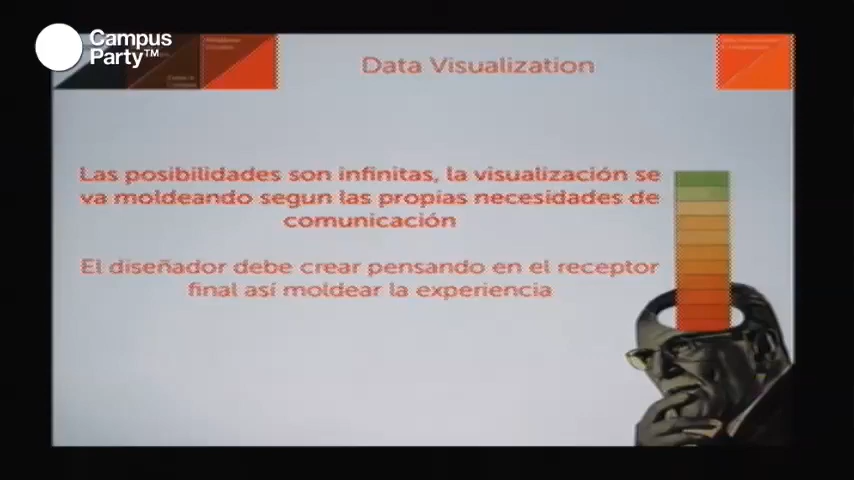 Campus
Party™
Data Visualization
Las posibilidades son infinitas, la visualización se
va moldeando segun las propias necesidades de
comunicación
El diseñador debe crear pensando en el receptor
final así moldear la experiencia